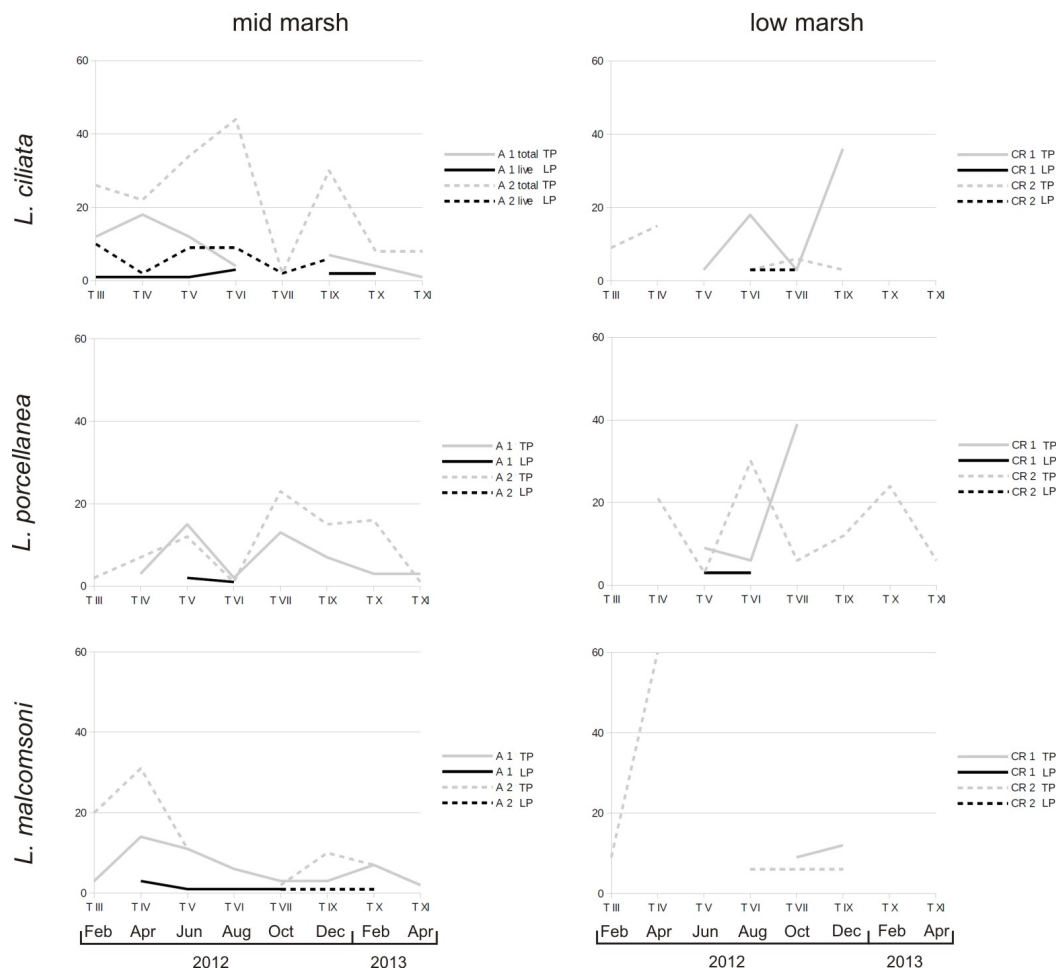 mid marsh low marsh
L. ciliata
60
40
20
0
T III T IV T V T VI T VII T IX T X T XI
A 1 total TP
A 1 live LP
A 2 total TP
A 2 live LP
60
40
20
0
T III T IV T V T VI T VII T IX T X T XI
CR 1 TP
CR 1 LP
CR 2 TP
CR 2 LP
L. porcellanea
60
40
20
0
T III T IV T V T VI T VII T IX T X T XI
A 1 TP
A 1 LP
A 2 TP
A 2 LP
60
40
20
0
T III T IV T V T VI T VII T IX T X T XI
CR 1 TP
CR 1 LP
CR 2 TP
CR 2 LP
L. malcomsoni
60
40
20
0
T III T IV T V T VI T VII T IX T X T XI
Feb Apr Jun Aug Oct Dec Feb Apr
2012 2013
A 1 TP
A 1 LP
A 2 TP
A 2 LP
60
40
20
0
T III T IV T V T VI T VII T IX T X T XI
Feb Apr Jun Aug Oct Dec Feb Apr
2012 2013
CR 1 TP
CR 1 LP
CR 2 TP
CR 2 LP